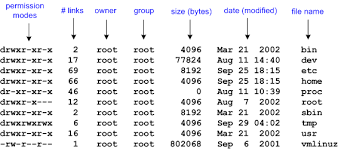 permission modes # links owner group size (bytes) date (modified) file name
drwxr-xr-x 2 root root 4096 Mar 21 2002 bin
drwxr-xr-x 17 root root 77824 Aug 11 14:40 dev
drwxr-xr-x 69 root root 8192 Sep 25 18:15 etc
drwxr-xr-x 66 root root 4096 Sep 25 18:15 home
dr-xr-xr-x 46 root root 0 Aug 11 10:39 proc
drwxr-x--- 12 root root 4096 Aug 7 2002 root
drwxr-xr-x 2 root root 8192 Mar 21 2002 sbin
drwxrwxrwx 6 root root 4096 Sep 29 04:02 tmp
drwxr-xr-x 16 root root 4096 Mar 21 2002 usr
-rw-r--r-- 1 root root 802068 Sep 6 2001 vmlinuz